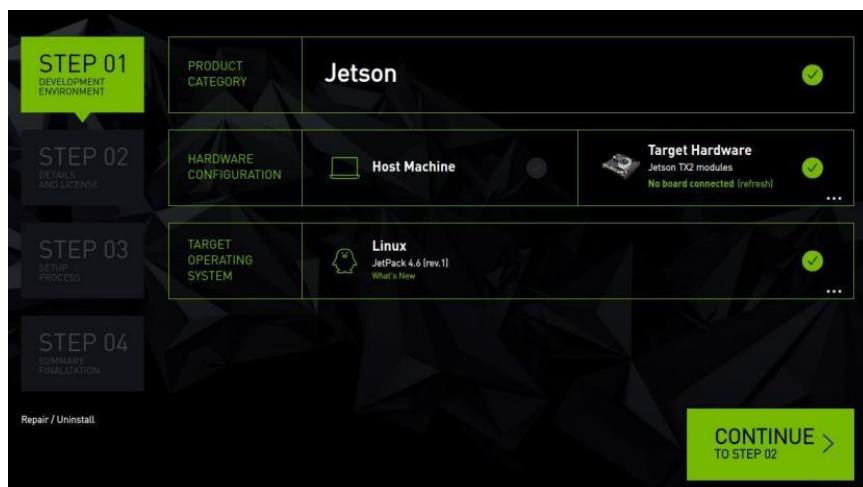 STEP 01
DEVELOPMENT
ENVIRONMENT
PRODUCT
CATEGORY
Jetson
STEP 02
DETAILS
AND LICENSE
HARDWARE
CONFIGURATION
Host Machine
Target Hardware
Jetson TX2 modules
No board connected (refresh)
...
STEP 03
SETUP
PROCESS
TARGET
OPERATING
SYSTEM
Linux
JetPack 4.6 (rev.1)
What's New
...
STEP 04
SUMMARY
FINALIZATION
Repair / Uninstall
CONTINUE >
TO STEP 02